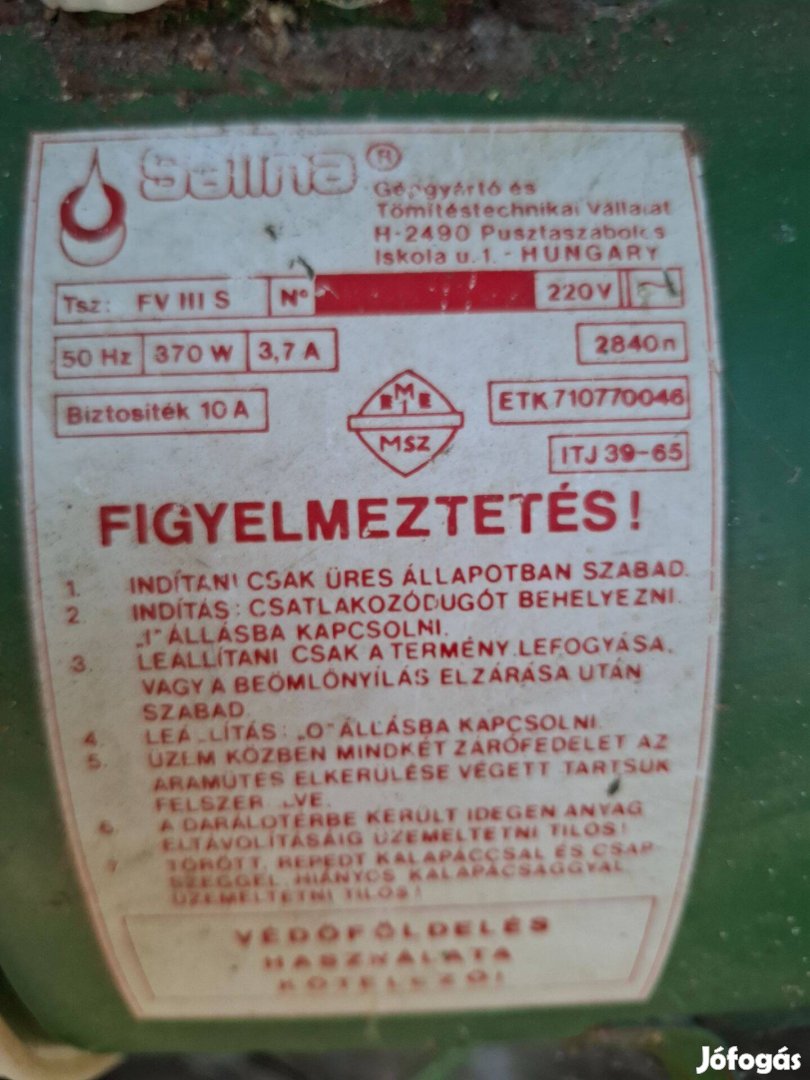 Salina ®
Gépgyártó és
Tömítéstechnikai Vállalat
H-2490 Pusztaszabolcs
Iskola u. 1. - HUNGARY
Tsz: FV III S N° 220V
50 Hz 370 W 3,7 A 2840n
Biztosíték 10 A
EMEI
MSZ
ETK 710770046
ITJ 39-65
FIGYELMEZTETÉS!
1. INDÍTANI CSAK ÜRES ÁLLAPOTBAN SZABAD.
2. INDÍTÁS: CSATLAKOZÓDUGÓT BEHELYEZNI.
„1" ÁLLÁSBA KAPCSOLNI.
3. LEÁLLÍTANI CSAK A TERMÉNY LEFOGYÁSA,
VAGY A BEÖMLŐNYÍLÁS ELZÁRÁSA UTÁN
SZABAD
4. LEÁLLÍTÁS: „O" ÁLLÁSBA KAPCSOLNI.
5. ÜZEM KÖZBEN MINDKÉT ZÁRÓFEDELET AZ
ÁRAMÜTÉS ELKERÜLÉSE VÉGETT TARTSUK
FELSZERELVE.
6. A DARÁLÓTÉRBE KERÜLT IDEGEN ANYAG
ELTÁVOLÍTÁSÁIG ÜZEMELTETNI TILOS!
7. TÖRÖTT, REPEDT KALAPÁCCSAL ÉS CSAP-
SZEGGEL, HIÁNYOS KALAPÁCSAGGYAL
ÜZEMELTETNI TILOS!
VÉDŐFÖLDELÉS
HASZNÁLATA
KÖTELEZŐ!
Jófogás